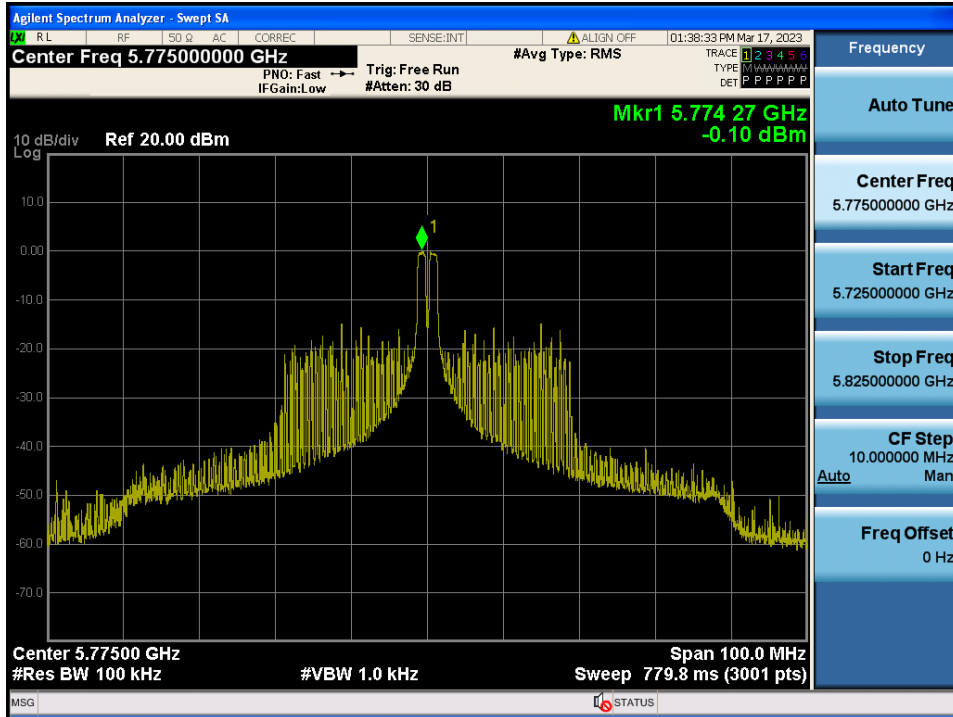 Agilent Spectrum Analyzer - Swept SA
LXI RL RF 50 Ω AC CORREC SENSE:INT ALIGN OFF 01:38:33 PM Mar 17, 2023
Center Freq 5.775000000 GHz
PNO: Fast
IFGain:Low
Trig: Free Run
#Atten: 30 dB
#Avg Type: RMS
TRACE 1 2 3 4 5 6
TYPE M WWWWW
DET P P P P P P
Mkr1 5.774 27 GHz
-0.10 dBm
10 dB/div Ref 20.00 dBm
Log
10.0
0.00
-10.0
-20.0
-30.0
-40.0
-50.0
-60.0
-70.0
1
Center 5.77500 GHz Span 100.0 MHz
#Res BW 100 kHz #VBW 1.0 kHz Sweep 779.8 ms (3001 pts)
MSG STATUS
Frequency
Auto Tune
Center Freq
5.775000000 GHz
Start Freq
5.725000000 GHz
Stop Freq
5.825000000 GHz
CF Step
10.000000 MHz
Auto Man
Freq Offset
0 Hz